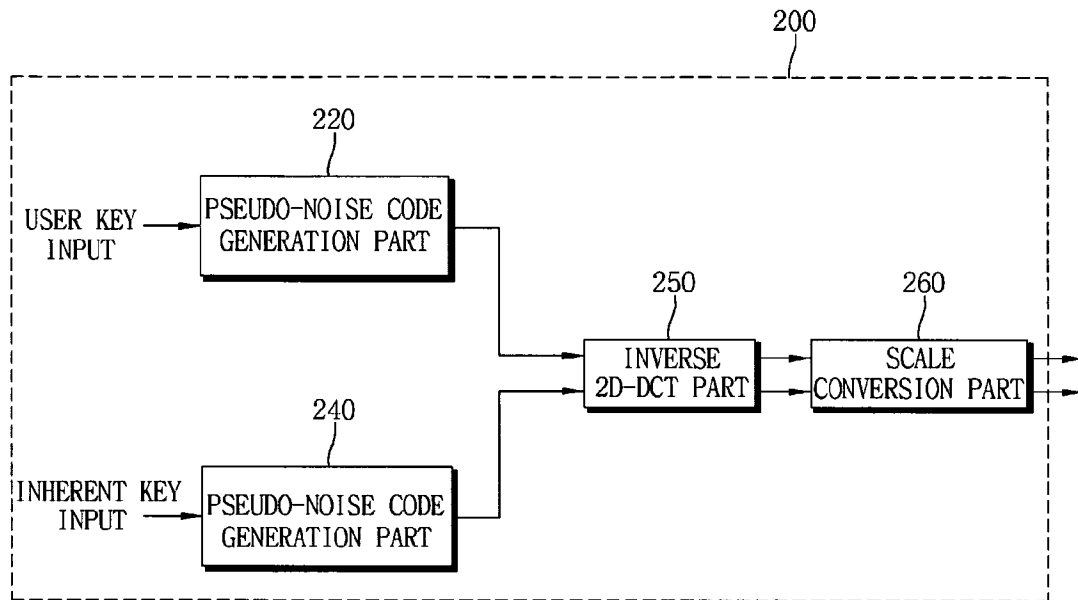 200
220
PSEUDO-NOISE CODE
GENERATION PART
USER KEY
INPUT
250
INVERSE
2D-DCT PART
260
SCALE
CONVERSION PART
240
PSEUDO-NOISE CODE
GENERATION PART
INHERENT KEY
INPUT